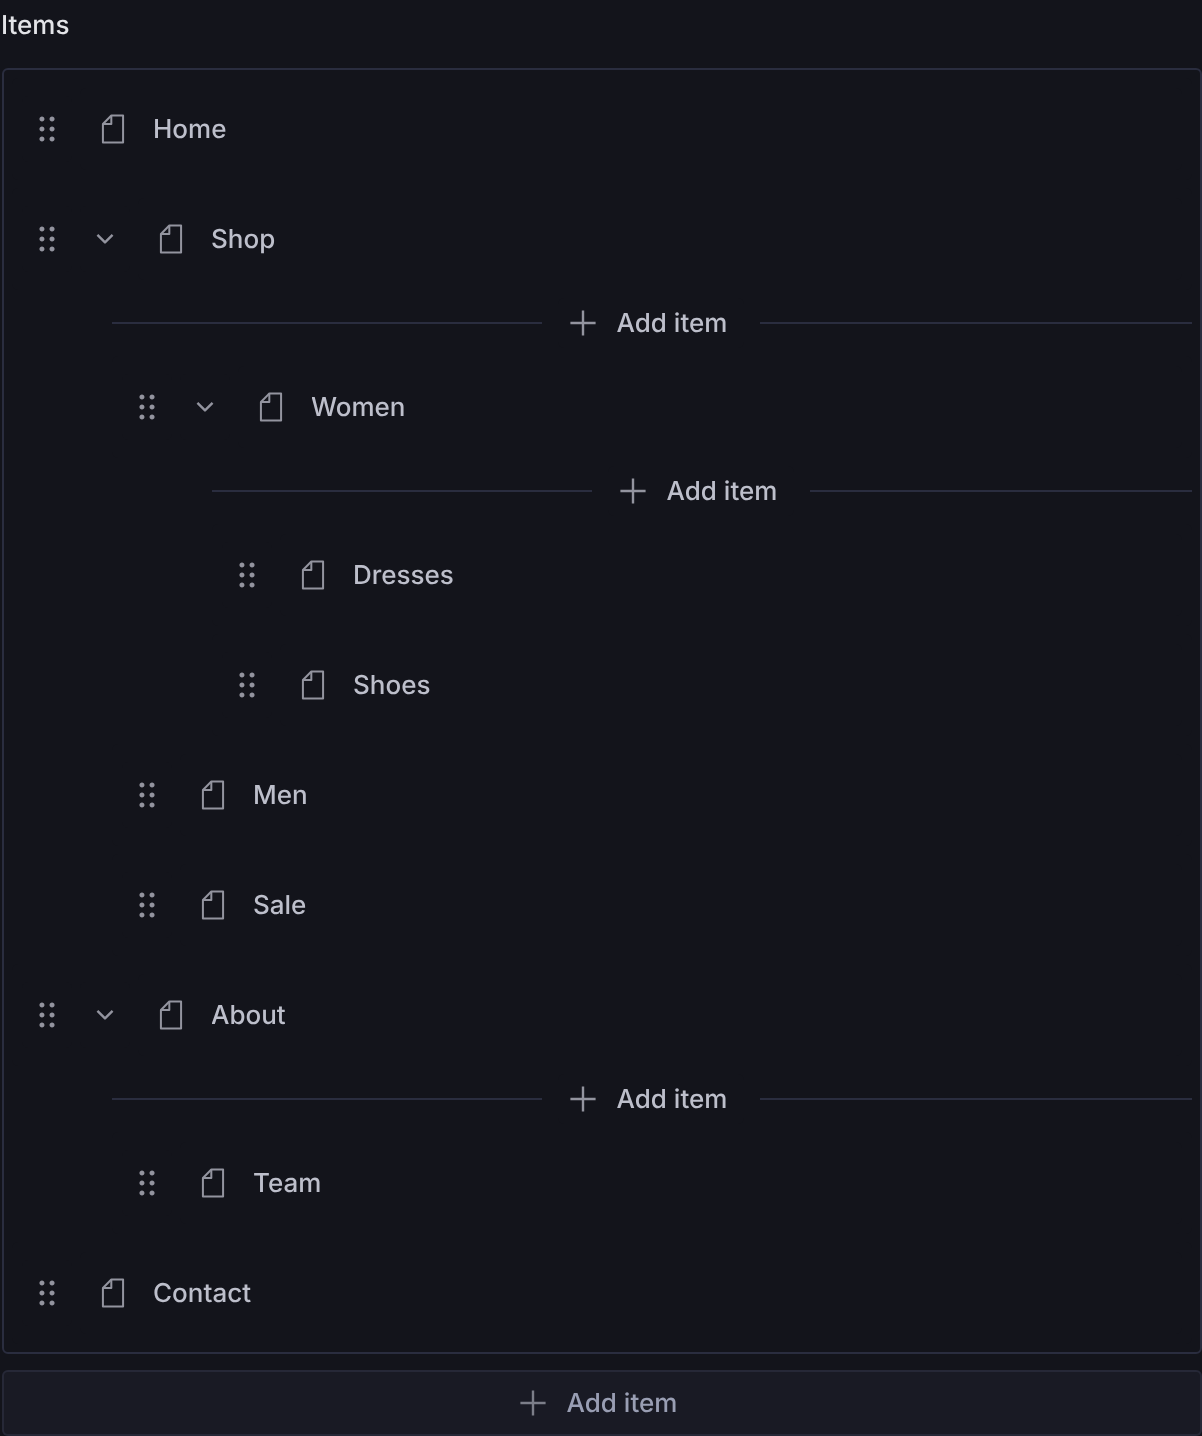 Items
Home
Shop
Add item
Women
Add item
Dresses
Shoes
Men
Sale
About
Add item
Team
Contact
Add item